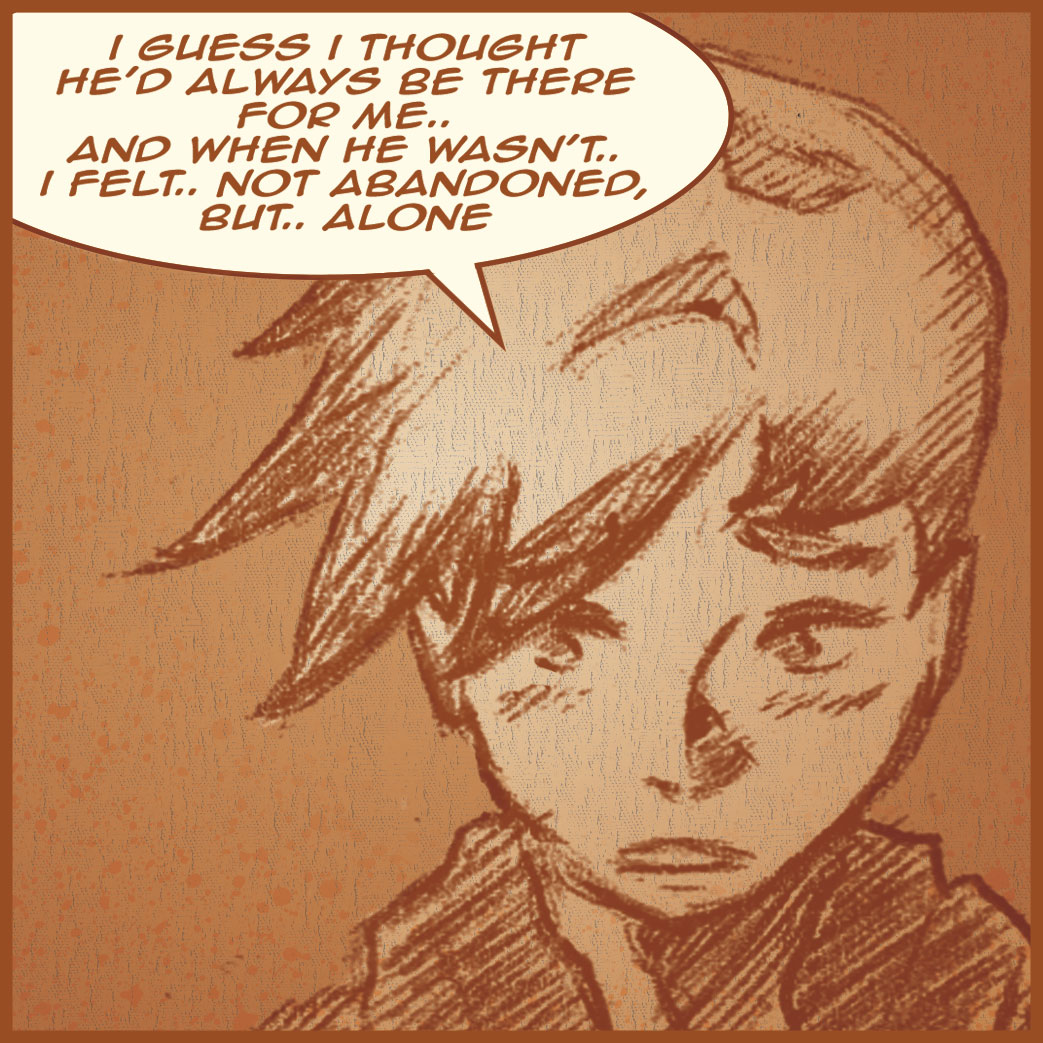 I GUESS I THOUGHT
HE'D ALWAYS BE THERE
FOR ME..
AND WHEN HE WASN'T..
I FELT.. NOT ABANDONED,
BUT.. ALONE